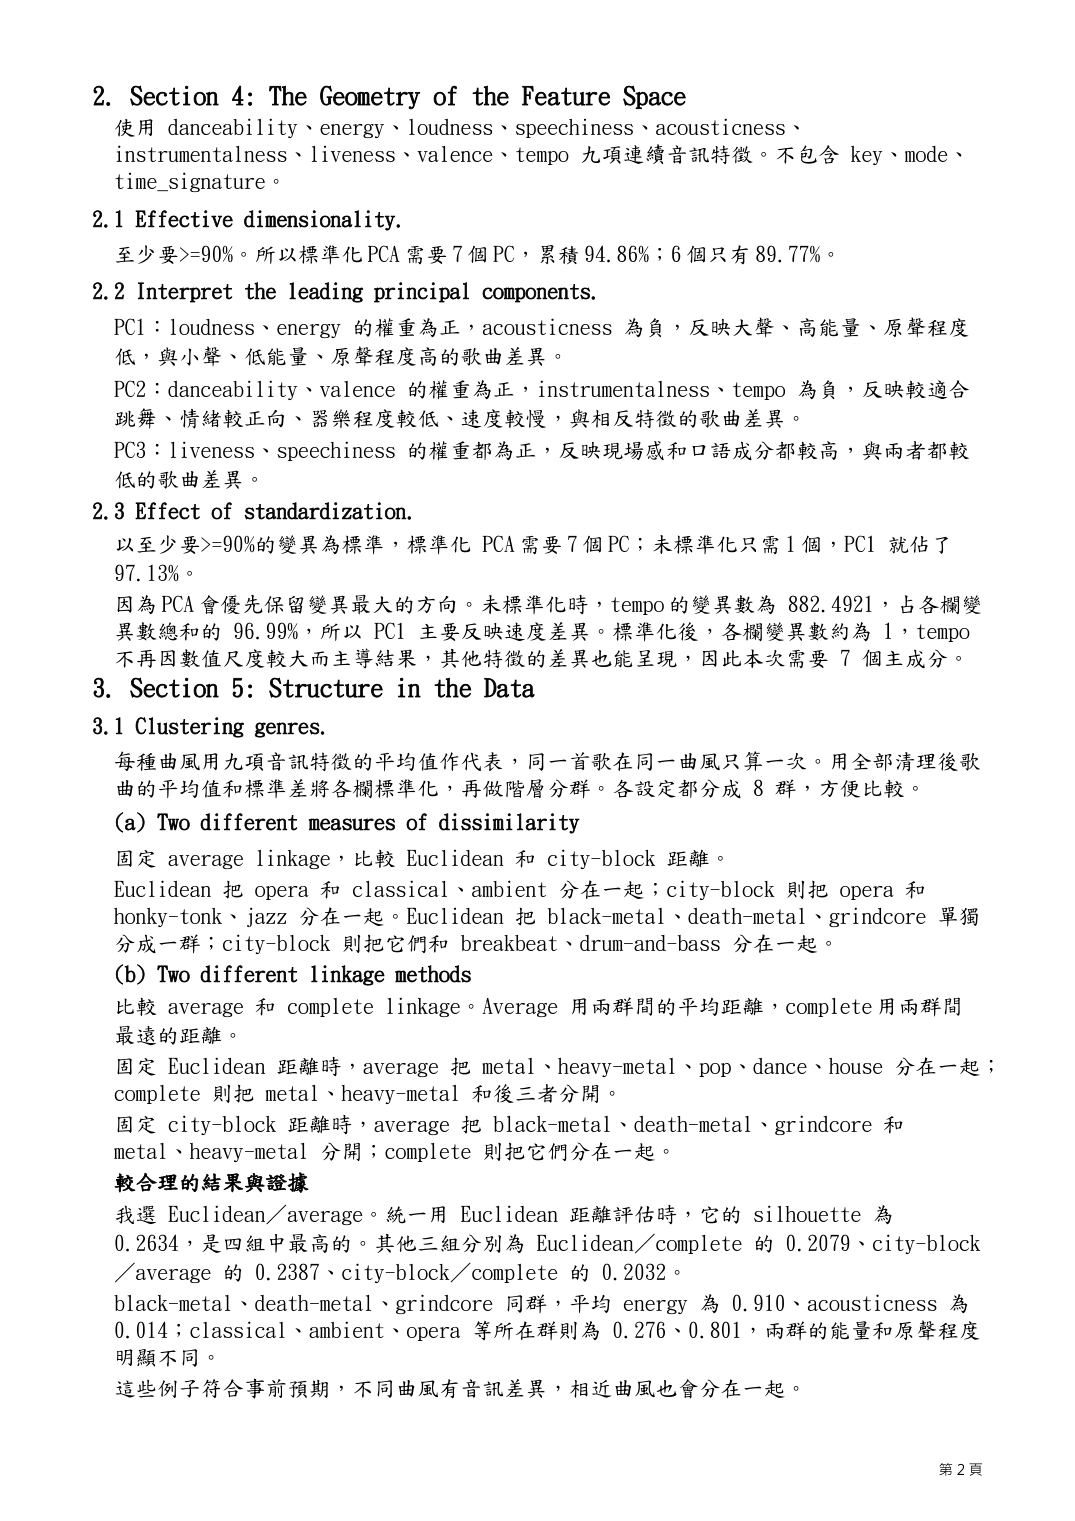 2. Section 4: The Geometry of the Feature Space
使用 danceability、energy、loudness、speechiness、acousticness、
instrumentalness、liveness、valence、tempo 九項連續音訊特徵。不包含 key、mode、
time_signature。
2.1 Effective dimensionality.
至少要>=90%。所以標準化 PCA 需要 7 個 PC，累積 94.86%；6 個只有 89.77%。
2.2 Interpret the leading principal components.
PC1：loudness、energy 的權重為正，acousticness 為負，反映大聲、高能量、原聲程度
低，與小聲、低能量、原聲程度高的歌曲差異。
PC2：danceability、valence 的權重為正，instrumentalness、tempo 為負，反映較適合
跳舞、情緒較正向、器樂程度較低、速度較慢，與相反特徵的歌曲差異。
PC3：liveness、speechiness 的權重都為正，反映現場感和口語成分都較高，與兩者都較
低的歌曲差異。
2.3 Effect of standardization.
以至少要>=90%的變異為標準，標準化 PCA 需要 7 個 PC；未標準化只需 1 個，PC1 就佔了
97.13%。
因為 PCA 會優先保留變異最大的方向。未標準化時，tempo 的變異數為 882.4921，占各欄變
異數總和的 96.99%，所以 PC1 主要反映速度差異。標準化後，各欄變異數約為 1，tempo
不再因數值尺度較大而主導結果，其他特徵的差異也能呈現，因此本次需要 7 個主成分。
3. Section 5: Structure in the Data
3.1 Clustering genres.
每種曲風用九項音訊特徵的平均值作代表，同一首歌在同一曲風只算一次。用全部清理後歌
曲的平均值和標準差將各欄標準化，再做階層分群。各設定都分成 8 群，方便比較。
(a) Two different measures of dissimilarity
固定 average linkage，比較 Euclidean 和 city-block 距離。
Euclidean 把 opera 和 classical、ambient 分在一起；city-block 則把 opera 和
honky-tonk、jazz 分在一起。Euclidean 把 black-metal、death-metal、grindcore 單獨
分成一群；city-block 則把它們和 breakbeat、drum-and-bass 分在一起。
(b) Two different linkage methods
比較 average 和 complete linkage。Average 用兩群間的平均距離，complete 用兩群間
最遠的距離。
固定 Euclidean 距離時，average 把 metal、heavy-metal、pop、dance、house 分在一起；
complete 則把 metal、heavy-metal 和後三者分開。
固定 city-block 距離時，average 把 black-metal、death-metal、grindcore 和
metal、heavy-metal 分開；complete 則把它們分在一起。
較合理的結果與證據
我選 Euclidean／average。統一用 Euclidean 距離評估時，它的 silhouette 為
0.2634，是四組中最高的。其他三組分別為 Euclidean／complete 的 0.2079、city-block
／average 的 0.2387、city-block／complete 的 0.2032。
black-metal、death-metal、grindcore 同群，平均 energy 為 0.910、acousticness 為
0.014；classical、ambient、opera 等所在群則為 0.276、0.801，兩群的能量和原聲程度
明顯不同。
這些例子符合事前預期，不同曲風有音訊差異，相近曲風也會分在一起。
第 2 頁